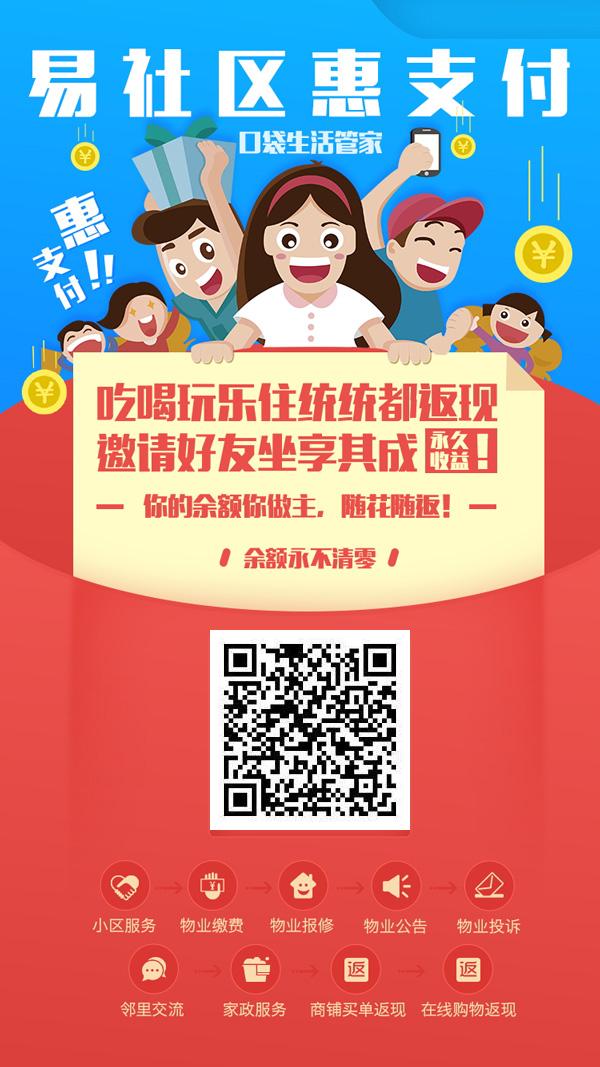 易社区惠支付
口袋生活管家
惠
支付!!
吃喝玩乐住统统都返现
邀请好友坐享其成 永久收益!
你的余额你做主,随花随返!
余额永不清零
小区服务 物业缴费 物业报修 物业公告 物业投诉
邻里交流 家政服务 商铺买单返现 在线购物返现
返 返